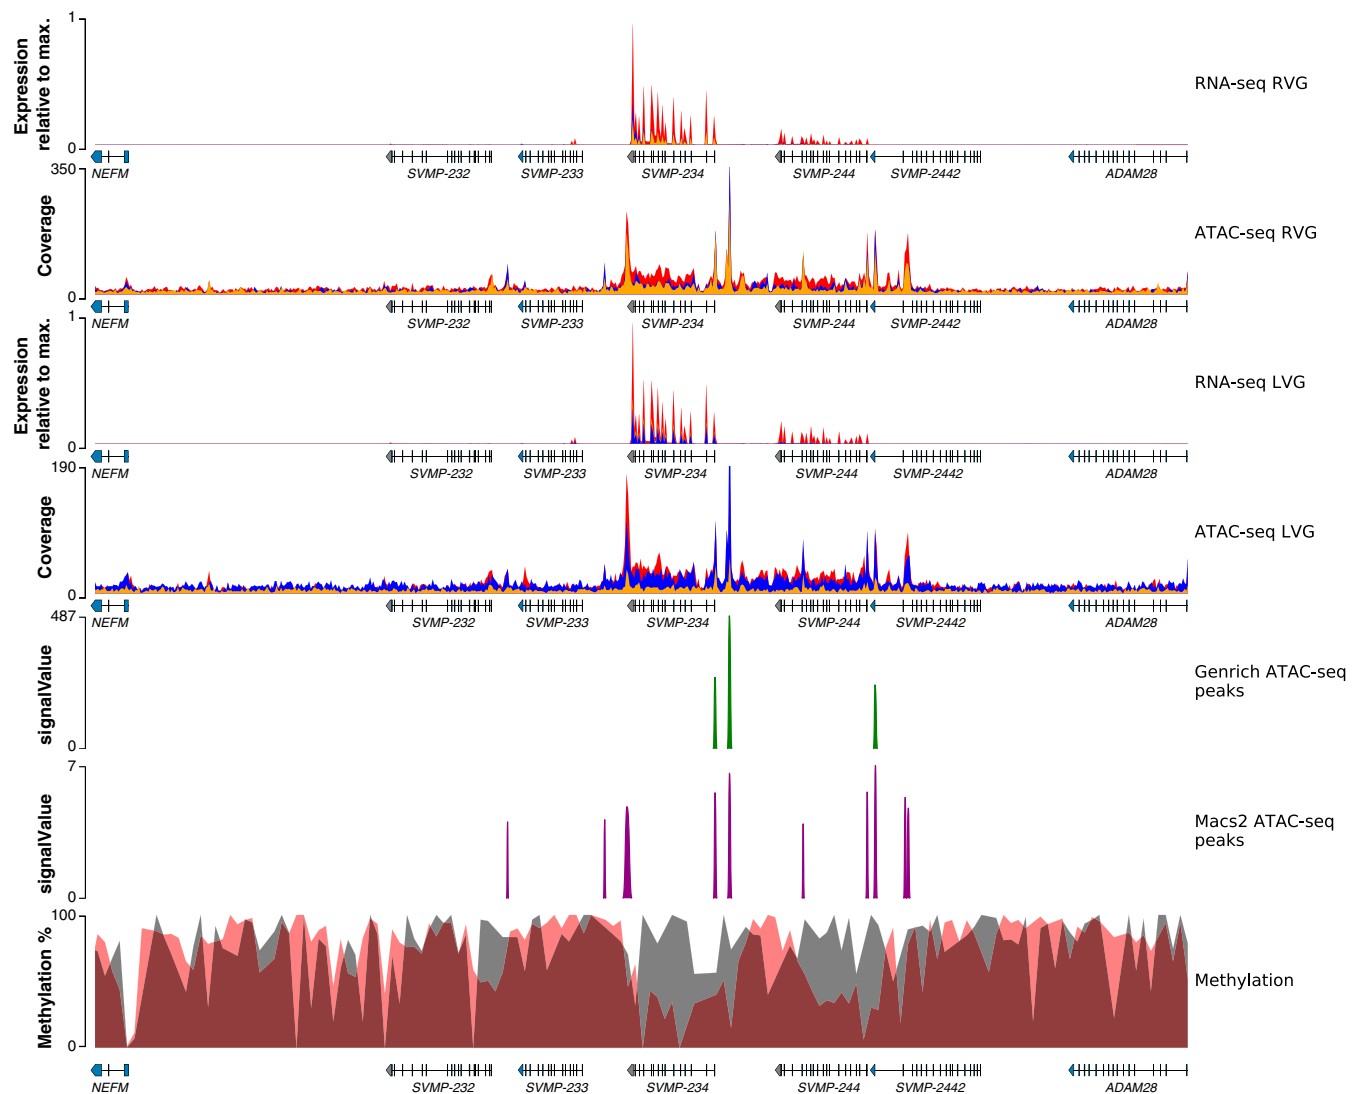 Expression
relative to max.
1
0
RNA-seq RVG
NEFM SVMP-232 SVMP-233 SVMP-234 SVMP-244 SVMP-2442 ADAM28
Coverage
350
0
ATAC-seq RVG
NEFM SVMP-232 SVMP-233 SVMP-234 SVMP-244 SVMP-2442 ADAM28
Expression
relative to max.
1
0
RNA-seq LVG
NEFM SVMP-232 SVMP-233 SVMP-234 SVMP-244 SVMP-2442 ADAM28
Coverage
190
0
ATAC-seq LVG
NEFM SVMP-232 SVMP-233 SVMP-234 SVMP-244 SVMP-2442 ADAM28
signalValue
487
0
Genrich ATAC-seq
peaks
signalValue
7
0
Macs2 ATAC-seq
peaks
Methylation %
100
0
Methylation
NEFM SVMP-232 SVMP-233 SVMP-234 SVMP-244 SVMP-2442 ADAM28